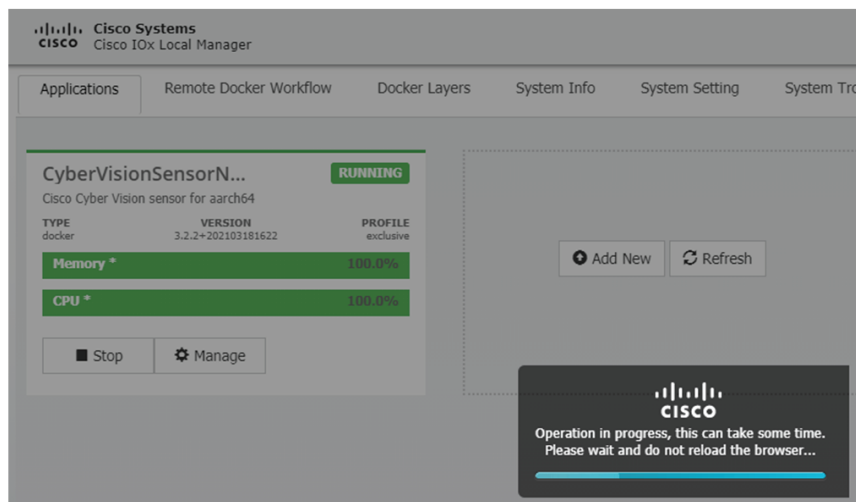 Cisco Systems
CISCO Cisco IOx Local Manager
Applications Remote Docker Workflow Docker Layers System Info System Setting System Tro
CyberVisionSensorN... RUNNING
Cisco Cyber Vision sensor for aarch64
TYPE VERSION PROFILE
docker 3.2.2+202103181622 exclusive
Memory * 100.0%
CPU * 100.0%
Stop Manage
Add New Refresh
CISCO
Operation in progress, this can take some time.
Please wait and do not reload the browser...